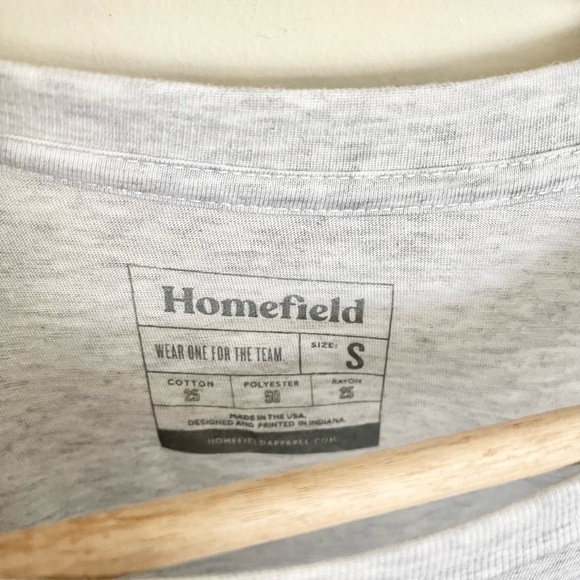 Homefield
WEAR ONE FOR THE TEAM.
SIZE: S
COTTON POLYESTER RAYON
25 50 25
MADE IN THE USA.
DESIGNED AND PRINTED IN INDIANA.
HOMEFIELDAPPAREL.COM